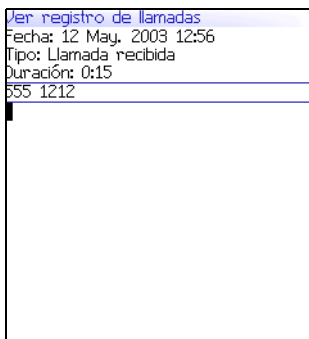 Ver registro de llamadas
Fecha: 12 May. 2003 12:56
Tipo: Llamada recibida
Duración: 0:15
555 1212